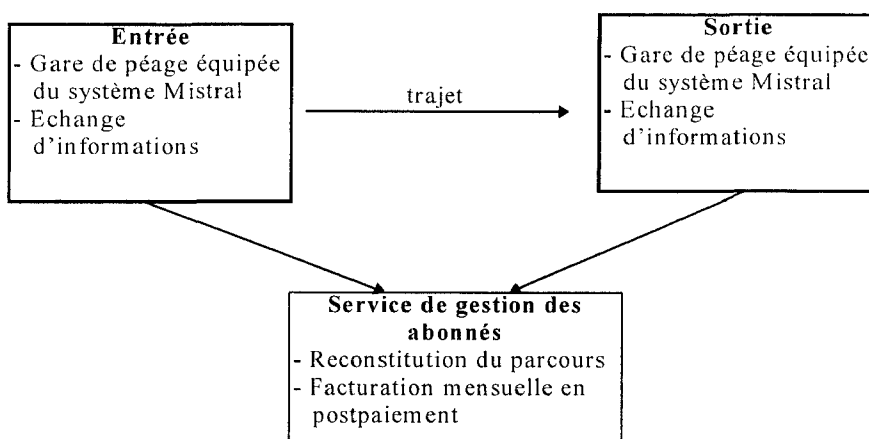 Entrée
- Gare de péage équipée
du système Mistral
- Echange
d'informations
trajet
Sortie
- Gare de péage équipée
du système Mistral
- Echange
d'informations
Service de gestion des
abonnés
- Reconstitution du parcours
- Facturation mensuelle en
postpaiement